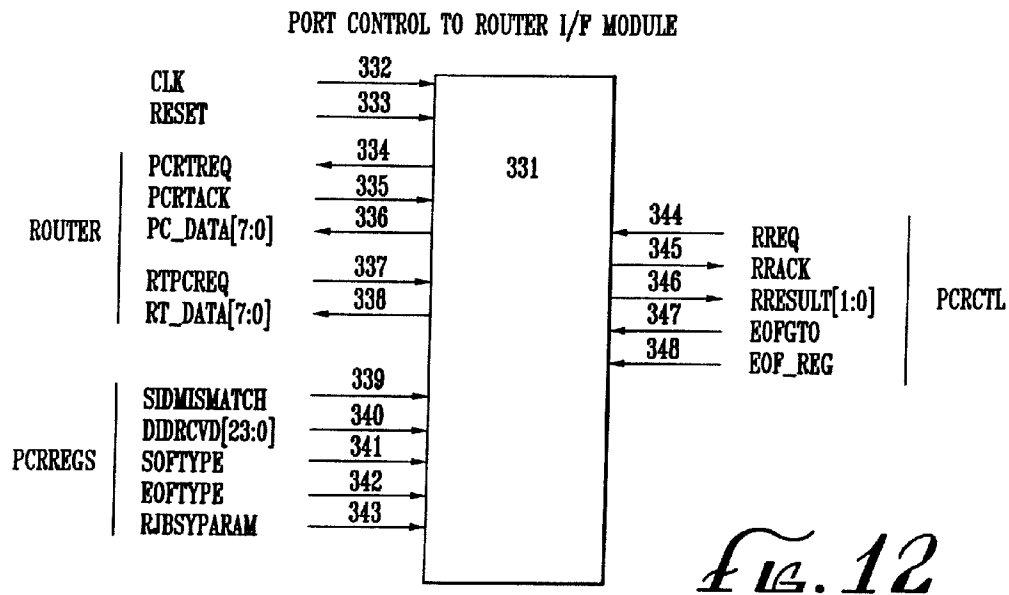 PORT CONTROL TO ROUTER I/F MODULE
CLK 332
RESET 333
PCRTREQ 334
331
PCRTACK 335
ROUTER
PC_DATA[7:0] 336
344 RREQ
RTPCREQ 337
345 RRACK
RT_DATA[7:0] 338
346 RRESULT[1:0]
PCRCTL
347 EOFGTO
348 EOF_REG
SIDMISMATCH 339
DIDRCVD[23:0] 340
PCRREGS
SOFTYPE 341
EOFTYPE 342
RJBSYPARAM 343
FIG. 12